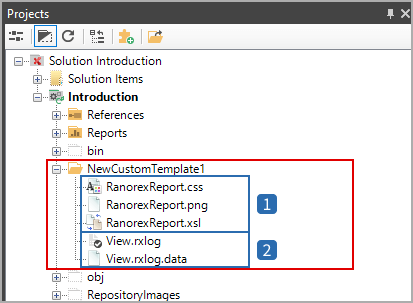 Projects
Solution Introduction
Solution Items
Introduction
References
Reports
bin
NewCustomTemplate1
RanorexReport.css
RanorexReport.png
1
RanorexReport.xsl
View.rxlog
2
View.rxlog.data
obj
RepositoryImages